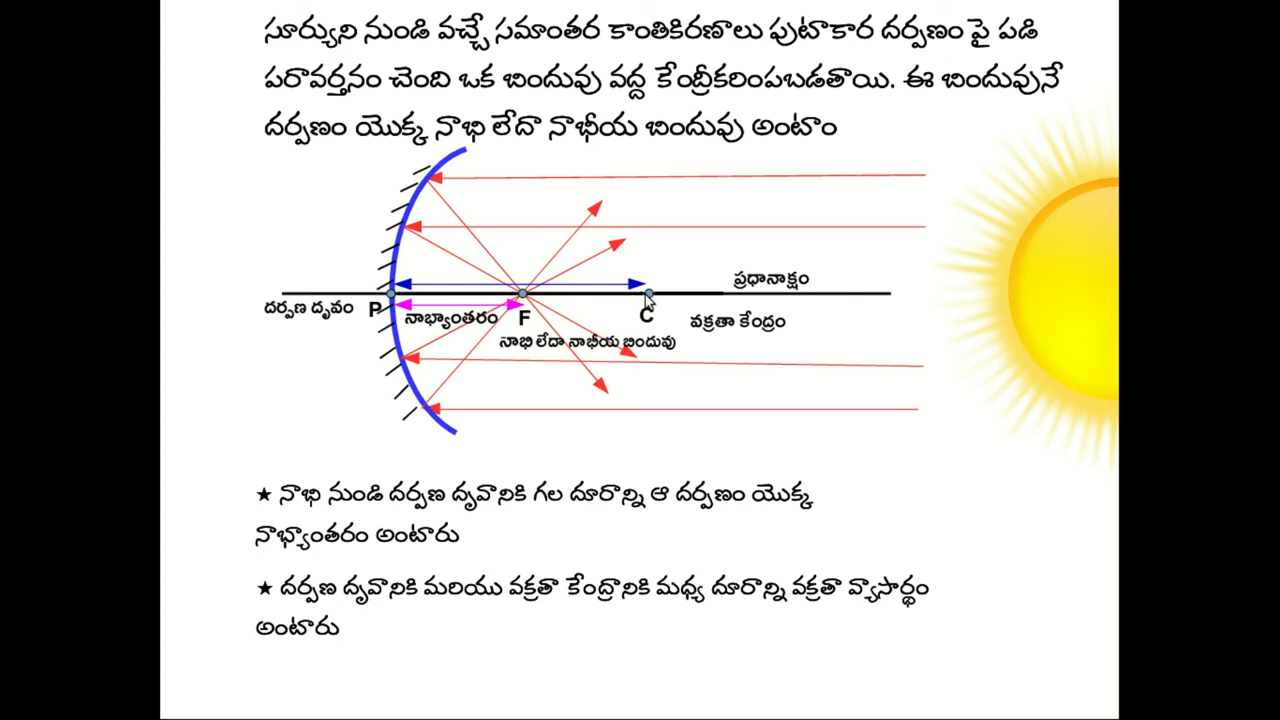 సూర్యుని నుండి వచ్చే సమాంతర కాంతికిరణాలు పుటాకార దర్పణం పై పడి
పరావర్తనం చెంది ఒక బిందువు వద్ద కేంద్రీకరింపబడతాయి. ఈ బిందువునే
దర్పణం యొక్క నాభి లేదా నాభీయ బిందువు అంటాం
ప్రధానాక్షం
దర్పణ దృవం P
నాభ్యాంతరం F
C వక్రతా కేంద్రం
నాభి లేదా నాభీయ బిందువు
★ నాభి నుండి దర్పణ దృవానికి గల దూరాన్ని ఆ దర్పణం యొక్క
నాభ్యాంతరం అంటారు
★ దర్పణ దృవానికి మరియు వక్రతా కేంద్రానికి మధ్య దూరాన్ని వక్రతా వ్యాసార్థం
అంటారు